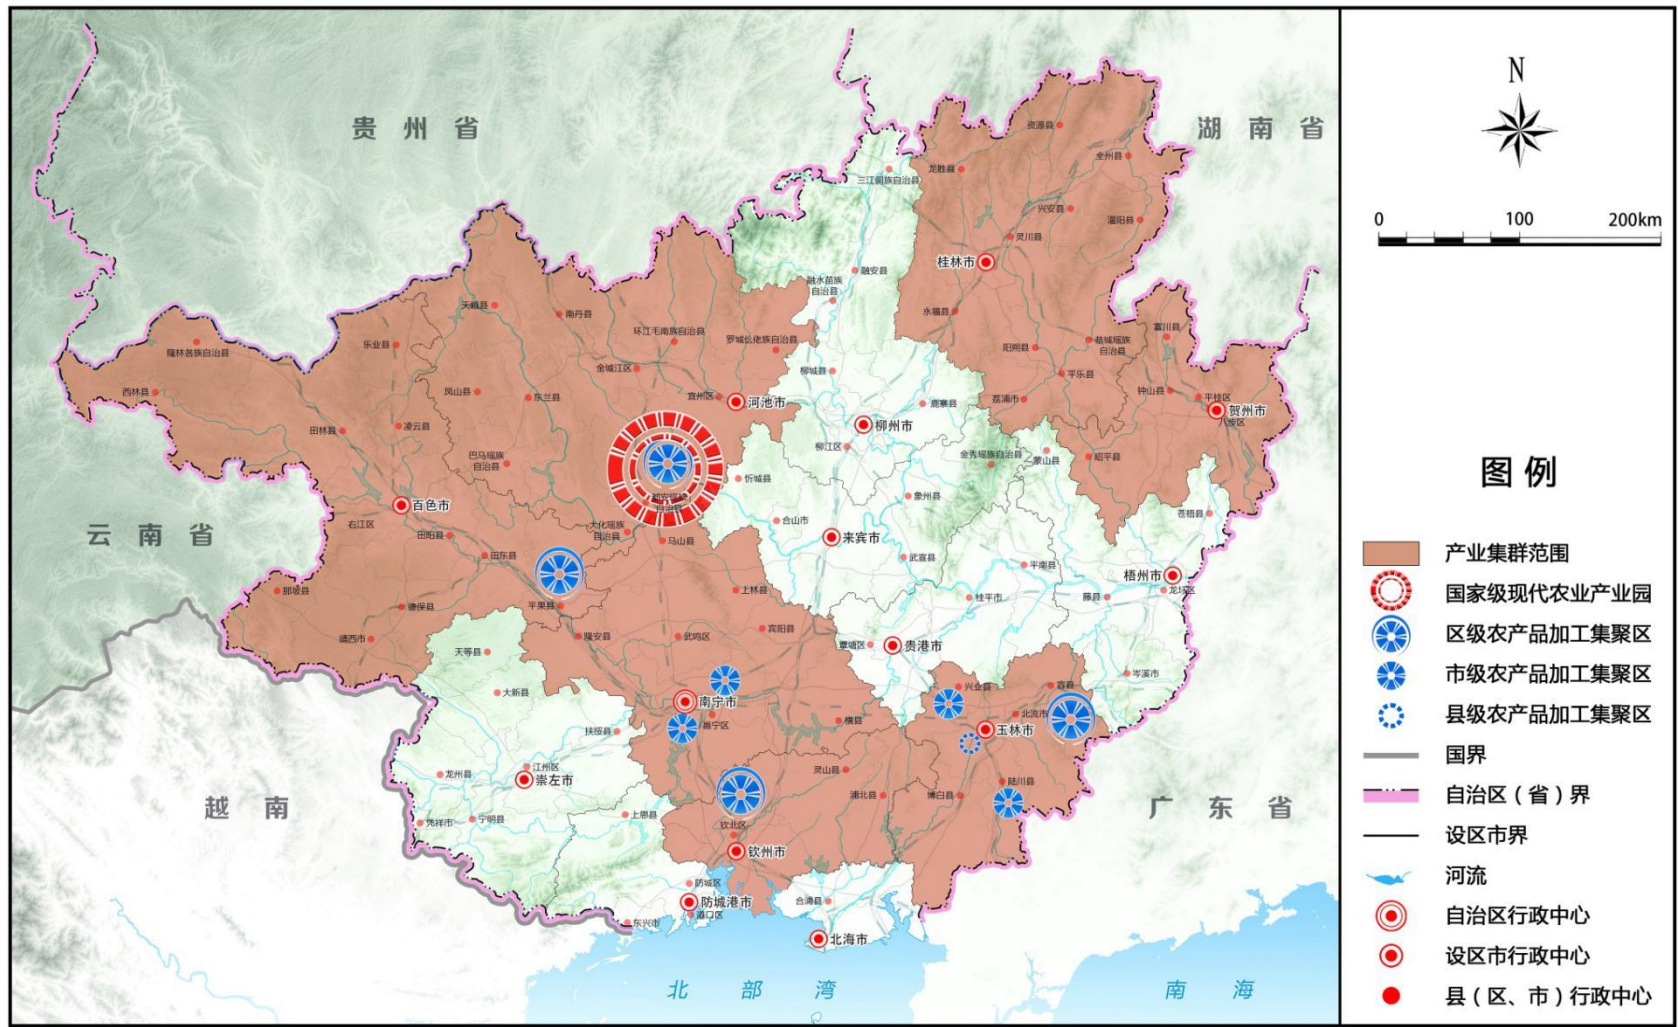 贵州省
湖南省
云南省
越南
广东省
北部湾
南海
资源县
全州县
龙胜县
三江侗族自治县
兴安县
灌阳县
灵川县
桂林市
融安县
融水苗族
自治县
永福县
阳朔县
恭城瑶族
自治县
富川县
平乐县
钟山县
平桂区
荔浦市
贺州市
八步区
昭平县
蒙山县
苍梧县
天峨县
南丹县
环江毛南族自治县
罗城仫佬族自治县
乐业县
隆林各族自治县
西林县
金城江区
凤山县
东兰县
宜州区
河池市
柳城县
鹿寨县
柳州市
柳江区
金秀瑶族自治县
田林县
凌云县
巴马瑶族
自治县
忻城县
都安瑶族
自治县
象州县
百色市
右江区
田阳县
大化瑶族
自治县
马山县
合山市
来宾市
武宣县
平南县
梧州市
龙圩区
田东县
那坡县
德保县
平果县
上林县
桂平市
藤县
靖西市
隆安县
武鸣区
宾阳县
覃塘区
贵港市
天等县
岑溪市
大新县
南宁市
邕宁区
横县
兴业县
容县
北流市
玉林市
扶绥县
江州区
崇左市
龙州县
灵山县
浦北县
博白县
陆川县
凭祥市
宁明县
上思县
钦北区
钦州市
防城区
防城港市
港口区
东兴市
合浦县
北海市
N
0 100 200km
图例
产业集群范围
国家级现代农业产业园
区级农产品加工集聚区
市级农产品加工集聚区
县级农产品加工集聚区
国界
自治区（省）界
设区市界
河流
自治区行政中心
设区市行政中心
县（区、市）行政中心